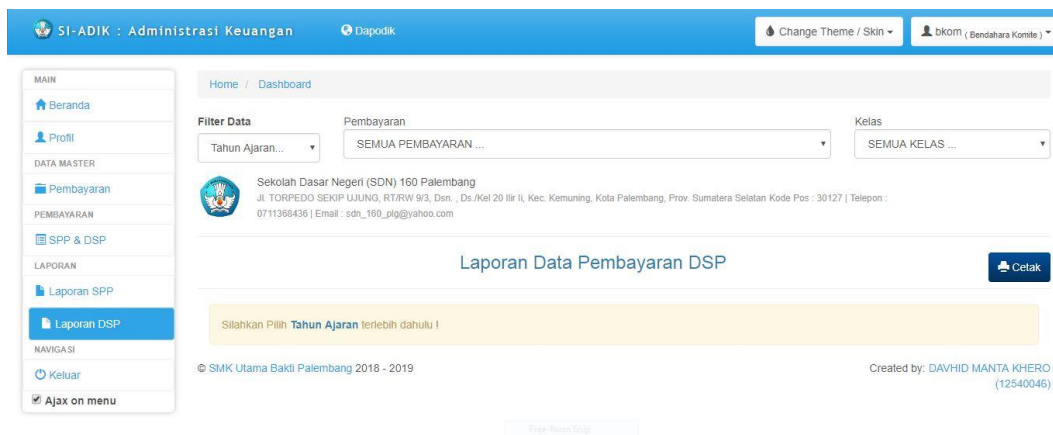 SI-ADIK : Administrasi Keuangan
Dapodik
Change Theme / Skin
bkom ( Bendahara Komite )
MAIN
Beranda
Profil
DATA MASTER
Pembayaran
PEMBAYARAN
SPP & DSP
LAPORAN
Laporan SPP
Laporan DSP
NAVIGASI
Keluar
Ajax on menu
Home / Dashboard
Filter Data
Tahun Ajaran...
Pembayaran
SEMUA PEMBAYARAN ...
Kelas
SEMUA KELAS ...
Sekolah Dasar Negeri (SDN) 160 Palembang
Jl. TORPEDO SEKIP UJUNG, RT/RW 9/3, Dsn. , Ds./Kel 20 Ilir Ii, Kec. Kemuning, Kota Palembang, Prov. Sumatera Selatan Kode Pos : 30127 | Telepon :
0711368436 | Email : sdn_160_plg@yahoo.com
Laporan Data Pembayaran DSP
Cetak
Silahkan Pilih Tahun Ajaran terlebih dahulu !
© SMK Utama Bakti Palembang 2018 - 2019
Created by: DAVHID MANTA KHERO
(12540046)
Free-Form Snip